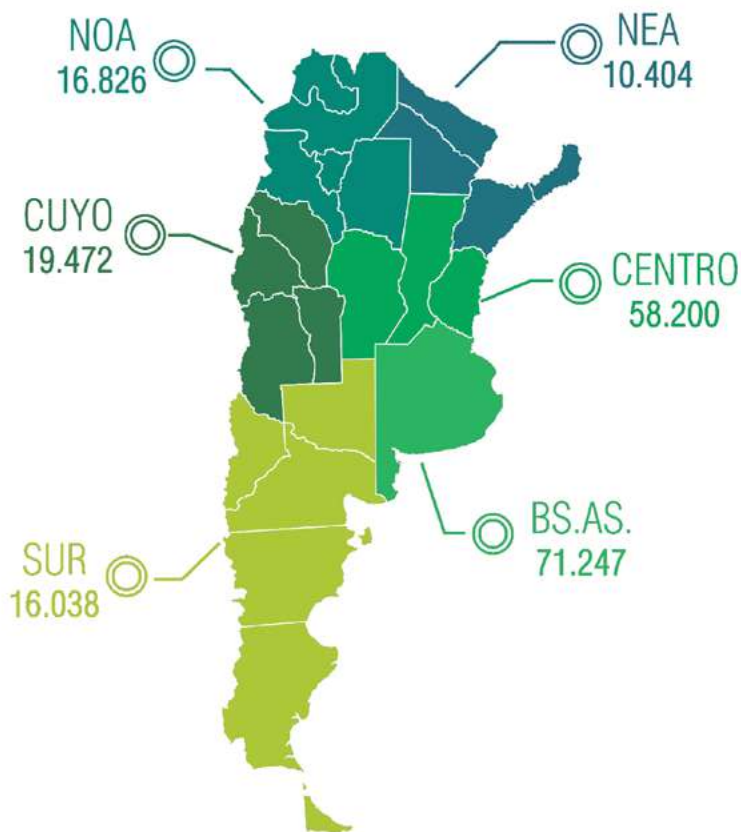 NOA
16.826
NEA
10.404
CUYO
19.472
CENTRO
58.200
BS.AS.
71.247
SUR
16.038